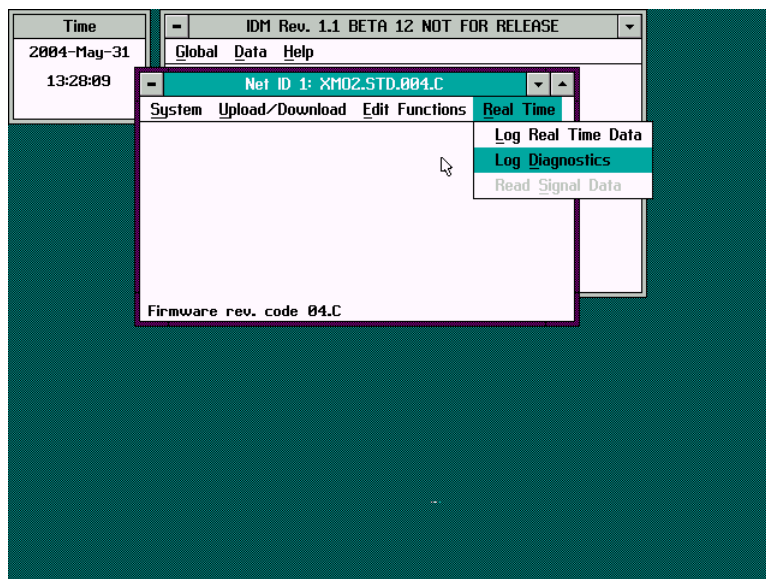 Time
2004-May-31
13:28:09
IDM Rev. 1.1 BETA 12 NOT FOR RELEASE
Global Data Help
Net ID 1: XMO2.STD.004.C
System Upload/Download Edit Functions Real Time
Log Real Time Data
Log Diagnostics
Read Signal Data
Firmware rev. code 04.C